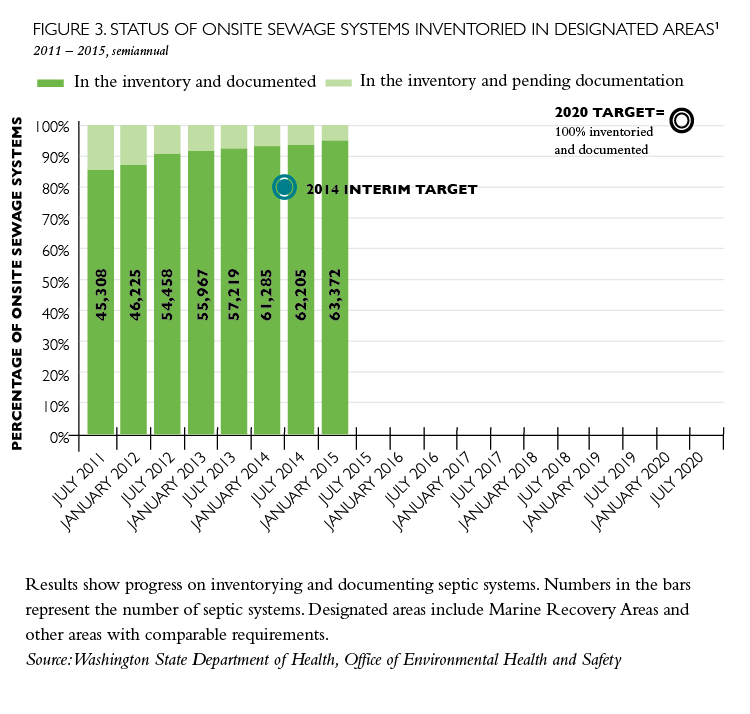 FIGURE 3. STATUS OF ONSITE SEWAGE SYSTEMS INVENTORIED IN DESIGNATED AREAS¹
2011 – 2015, semiannual
In the inventory and documented
In the inventory and pending documentation
2020 TARGET=
100% inventoried
and documented
PERCENTAGE OF ONSITE SEWAGE SYSTEMS
100%
90%
80%
70%
60%
50%
40%
30%
20%
10%
0%
2014 INTERIM TARGET
45,308
46,225
54,458
55,967
57,219
61,285
62,205
63,372
JULY 2011
JANUARY 2012
JULY 2012
JANUARY 2013
JULY 2013
JANUARY 2014
JULY 2014
JANUARY 2015
JULY 2015
JANUARY 2016
JULY 2016
JANUARY 2017
JULY 2017
JANUARY 2018
JULY 2018
JANUARY 2019
JULY 2019
JANUARY 2020
JULY 2020
Results show progress on inventorying and documenting septic systems. Numbers in the bars
represent the number of septic systems. Designated areas include Marine Recovery Areas and
other areas with comparable requirements.
Source: Washington State Department of Health, Office of Environmental Health and Safety